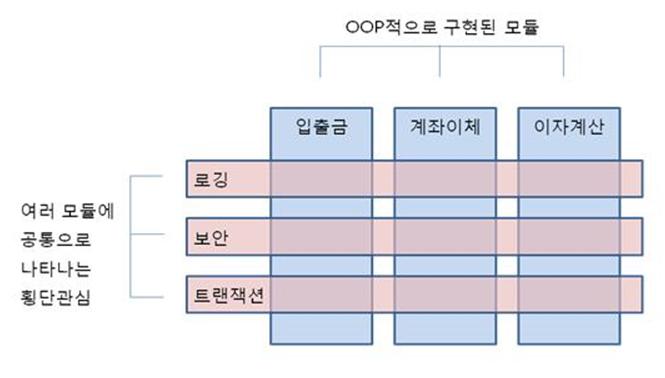 OOP적으로 구현된 모듈
입출금
계좌이체
이자계산
로깅
보안
트랜잭션
여러 모듈에
공통으로
나타나는
횡단관심